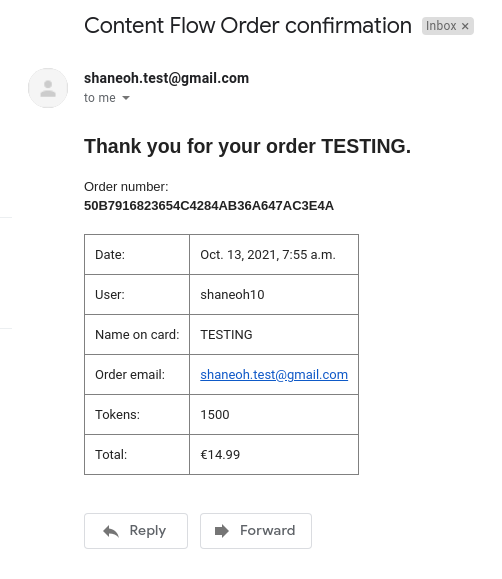 Content Flow Order confirmation Inbox ×
shaneoh.test@gmail.com
to me
Thank you for your order TESTING.
Order number:
50B7916823654C4284AB36A647AC3E4A
Date: Oct. 13, 2021, 7:55 a.m.
User: shaneoh10
Name on card: TESTING
Order email: shaneoh.test@gmail.com
Tokens: 1500
Total: €14.99
Reply Forward